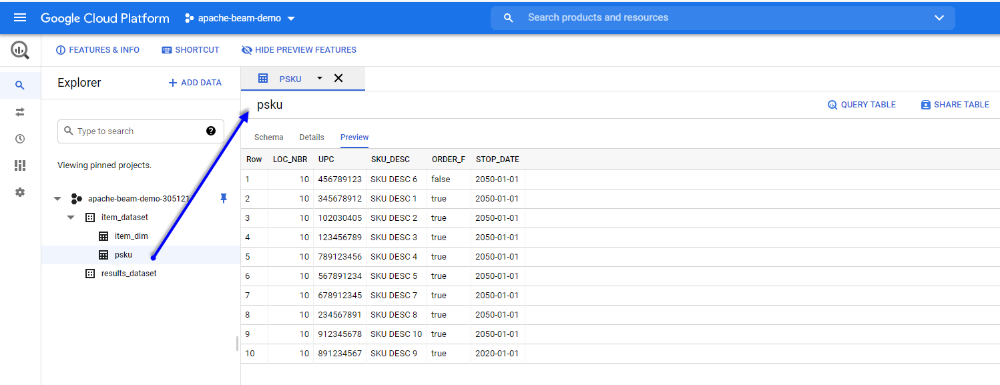 Google Cloud Platform apache-beam-demo Search products and resources
FEATURES & INFO SHORTCUT HIDE PREVIEW FEATURES
Explorer + ADD DATA
PSKU
psku
QUERY TABLE SHARE TABLE
Type to search
Viewing pinned projects.
apache-beam-demo-305121
item_dataset
item_dim
psku
results_dataset
Schema Details Preview
Row LOC_NBR UPC SKU_DESC ORDER_F STOP_DATE
1 10 456789123 SKU DESC 6 false 2050-01-01
2 10 345678912 SKU DESC 1 true 2050-01-01
3 10 102030405 SKU DESC 2 true 2050-01-01
4 10 123456789 SKU DESC 3 true 2050-01-01
5 10 789123456 SKU DESC 4 true 2050-01-01
6 10 567891234 SKU DESC 5 true 2050-01-01
7 10 678912345 SKU DESC 7 true 2050-01-01
8 10 234567891 SKU DESC 8 true 2050-01-01
9 10 912345678 SKU DESC 10 true 2050-01-01
10 10 891234567 SKU DESC 9 true 2020-01-01